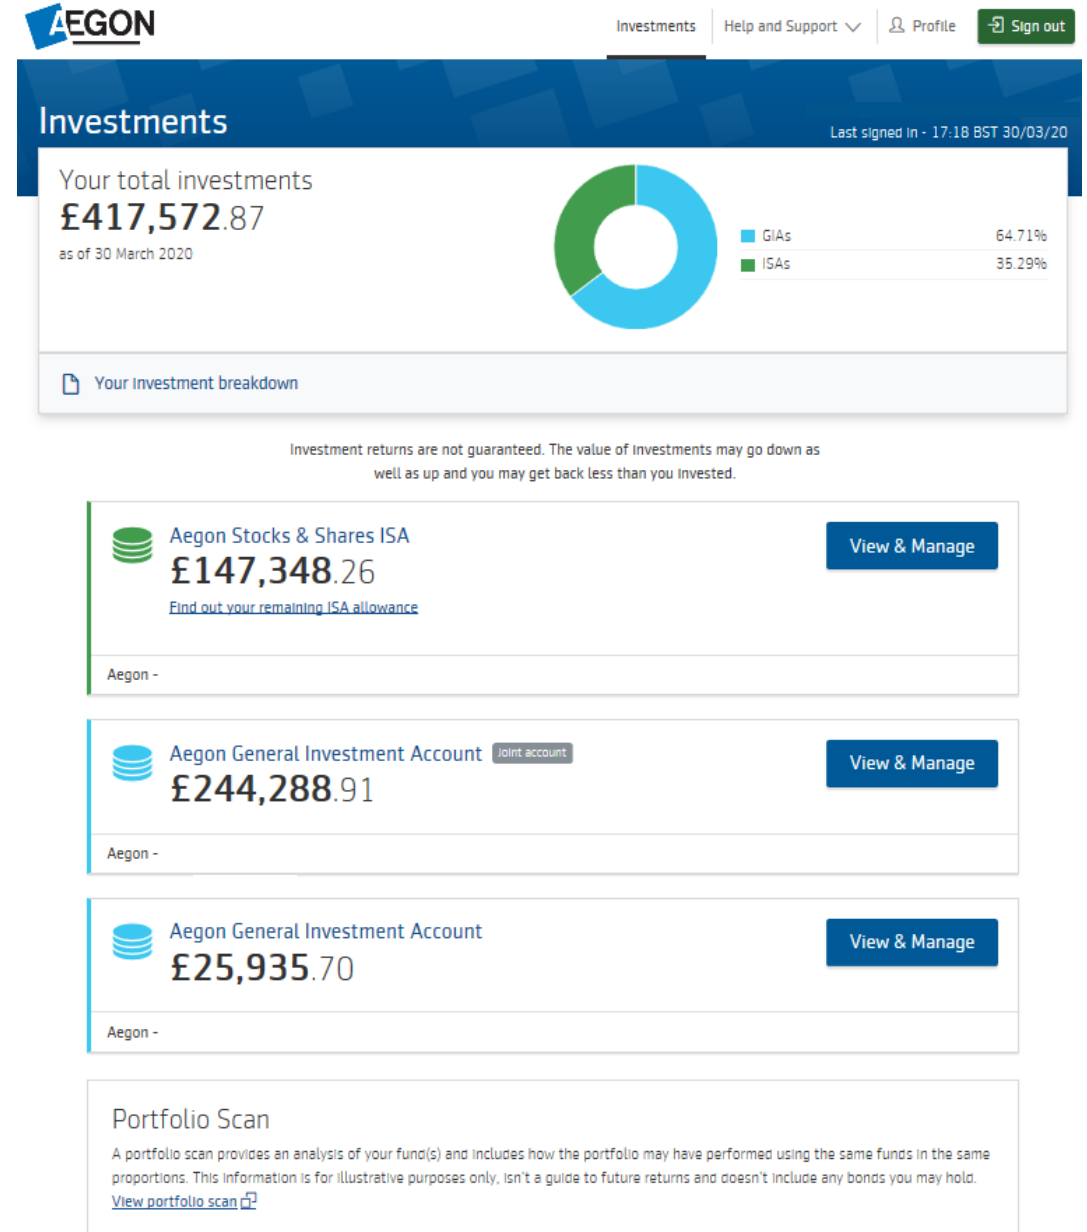 AEGON
Investments
Help and Support
Profile
Sign out
Investments
Last signed in - 17:18 BST 30/03/20
Your total investments
£417,572.87
as of 30 March 2020
GIAs 64.71%
ISAs 35.29%
Your investment breakdown
Investment returns are not guaranteed. The value of investments may go down as
well as up and you may get back less than you invested.
Aegon Stocks & Shares ISA
£147,348.26
Find out your remaining ISA allowance
View & Manage
Aegon -
Aegon General Investment Account Joint account
£244,288.91
View & Manage
Aegon -
Aegon General Investment Account
£25,935.70
View & Manage
Aegon -
Portfolio Scan
A portfolio scan provides an analysis of your fund(s) and includes how the portfolio may have performed using the same funds in the same
proportions. This information is for illustrative purposes only, isn't a guide to future returns and doesn't include any bonds you may hold.
View portfolio scan